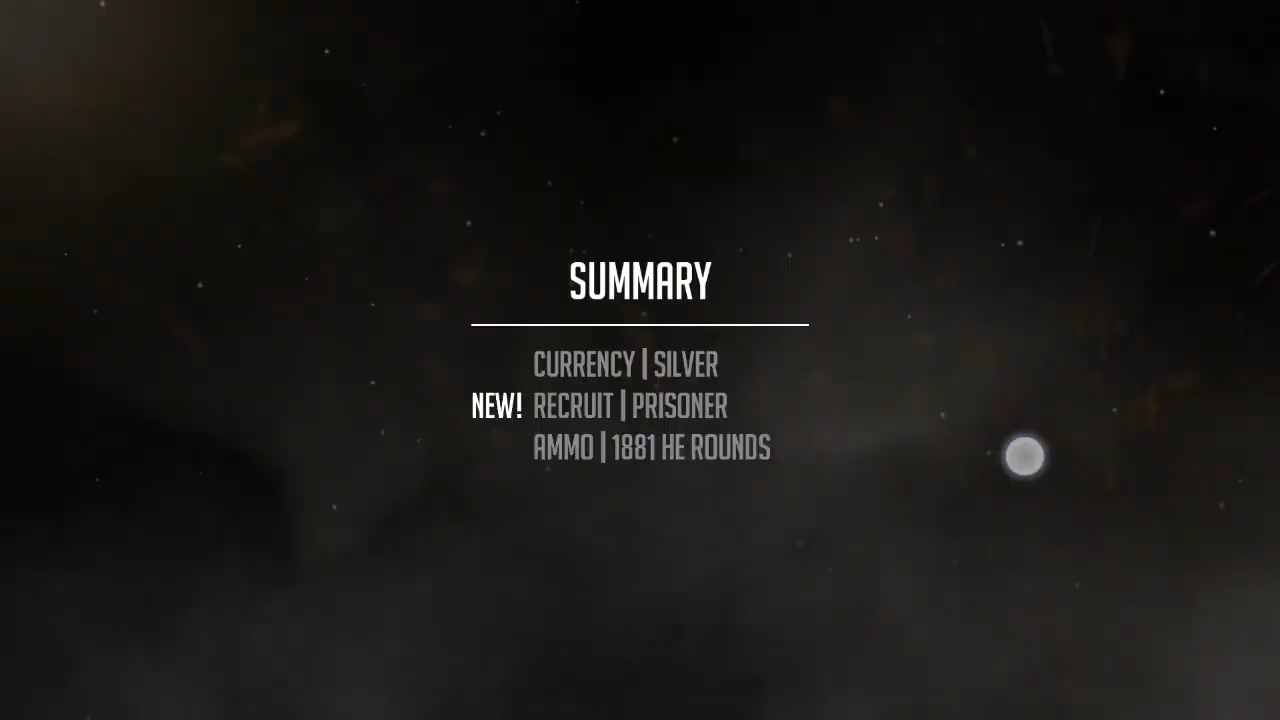 SUMMARY
CURRENCY | SILVER
NEW! RECRUIT | PRISONER
AMMO | 1881 HE ROUNDS